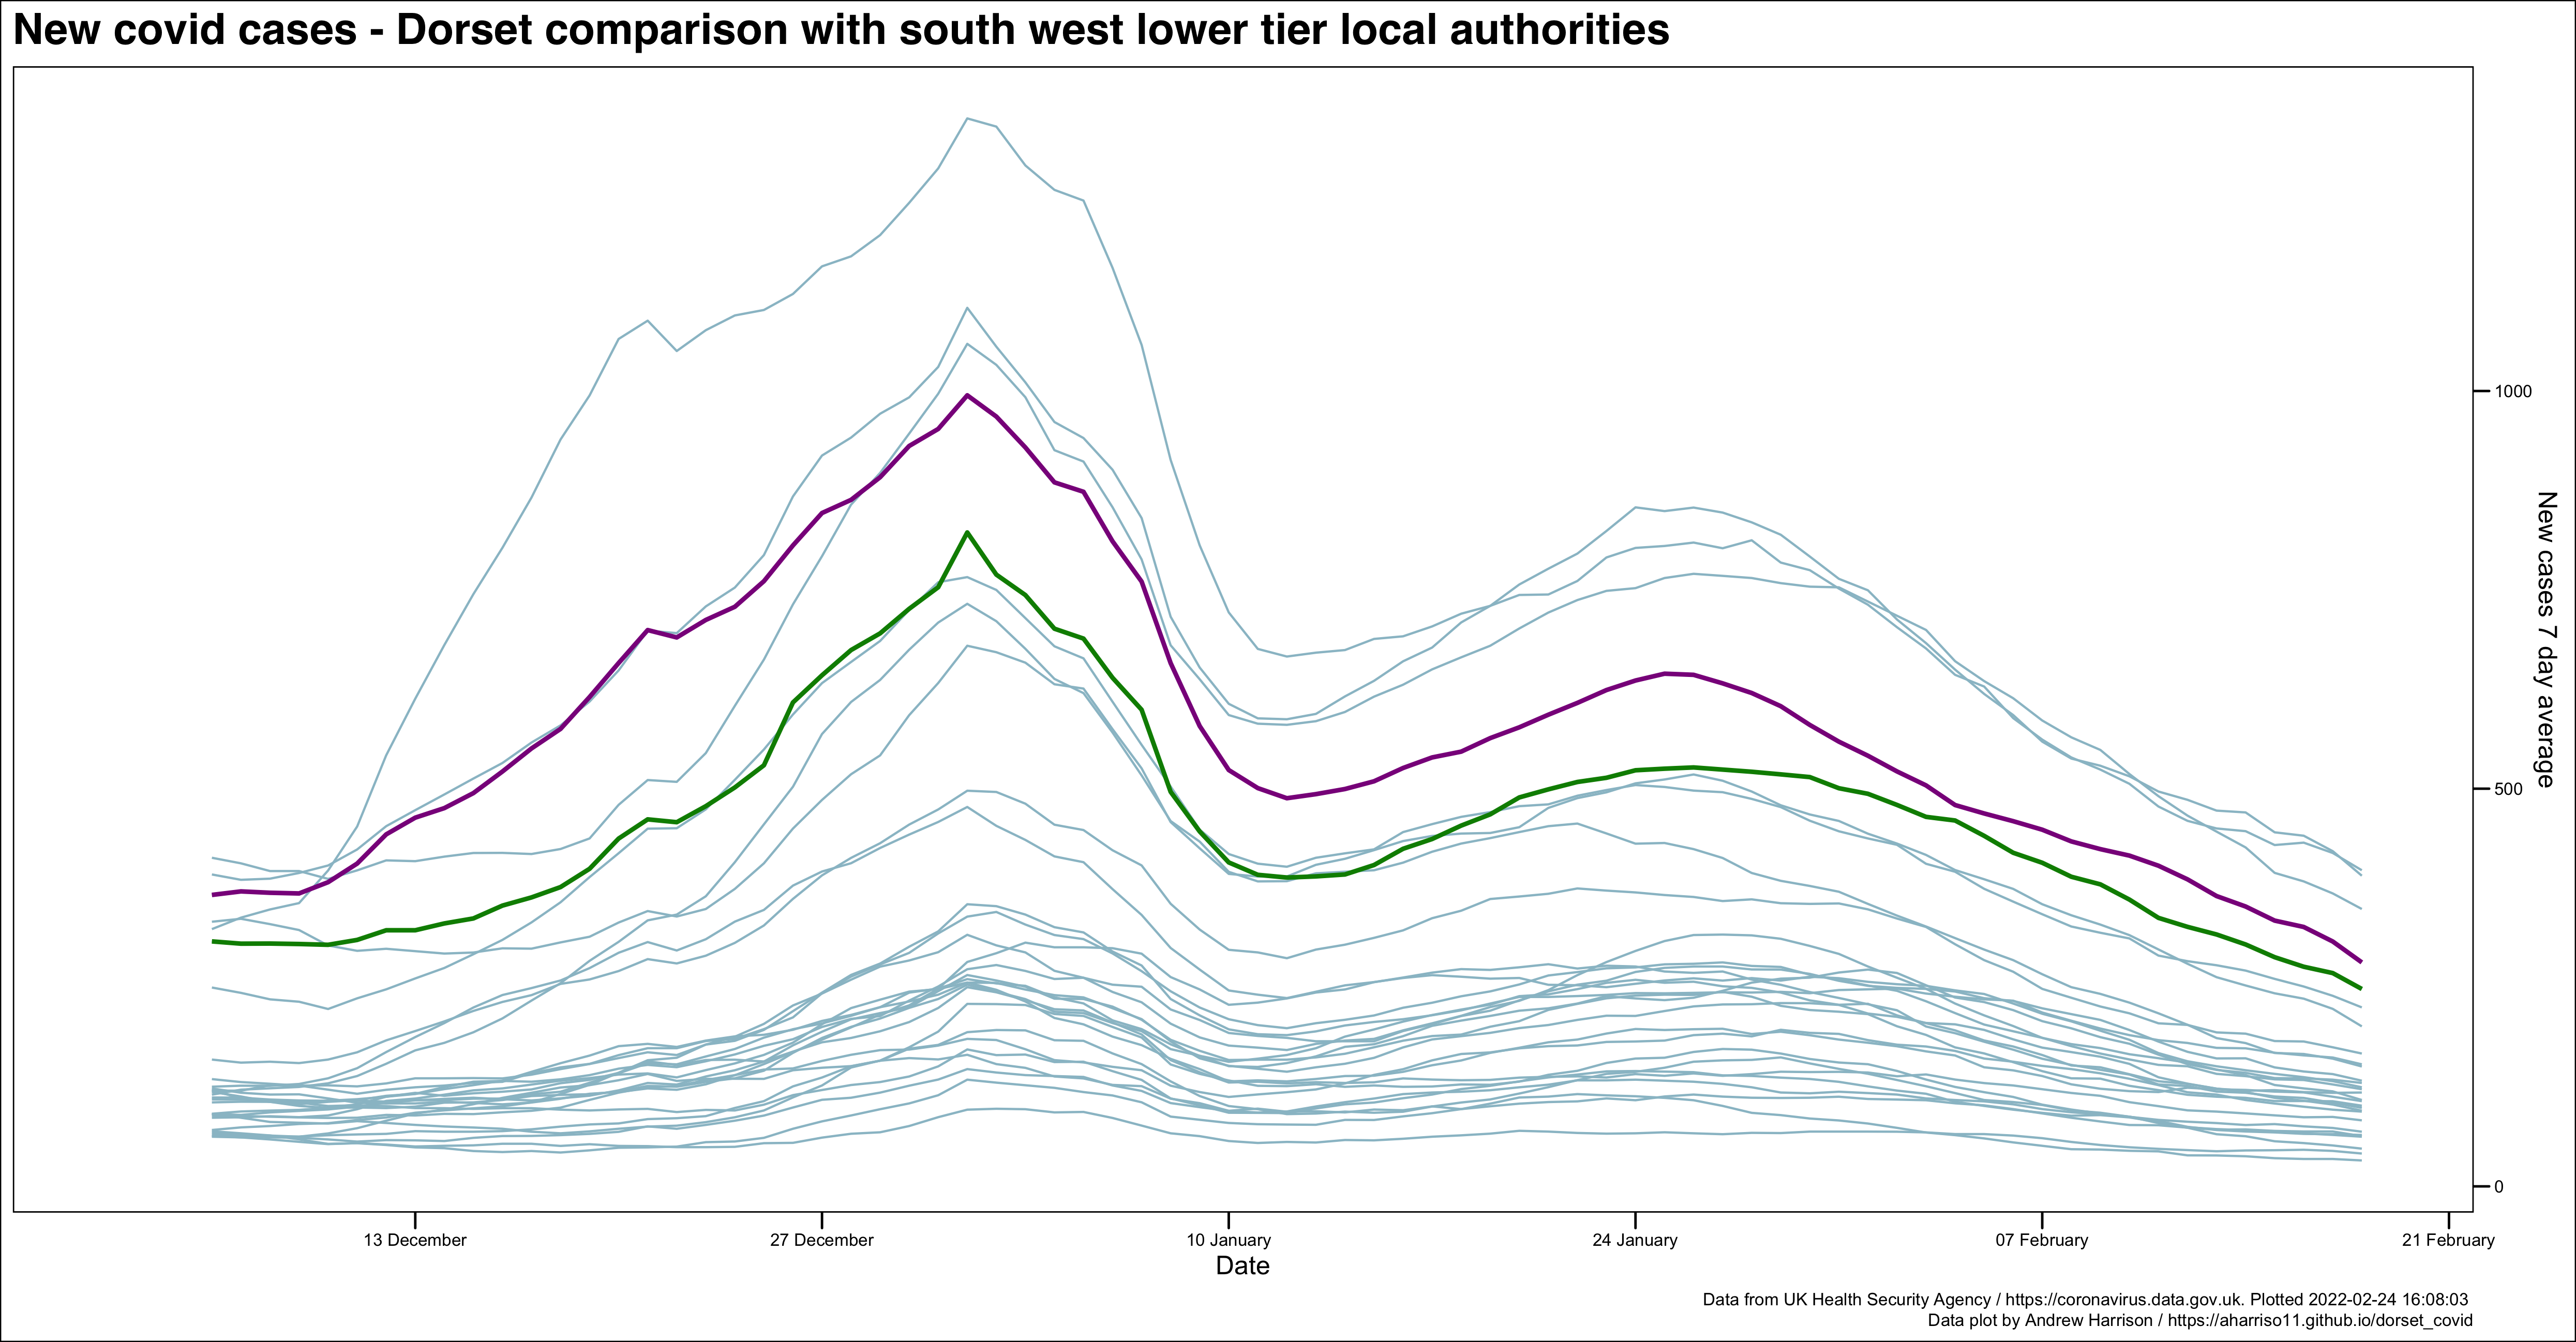 New covid cases - Dorset comparison with south west lower tier local authorities
1000
500
0
New cases 7 day average
13 December
27 December
10 January
24 January
07 February
21 February
Date
Data from UK Health Security Agency / https://coronavirus.data.gov.uk. Plotted 2022-02-24 16:08:03
Data plot by Andrew Harrison / https://aharriso11.github.io/dorset_covid